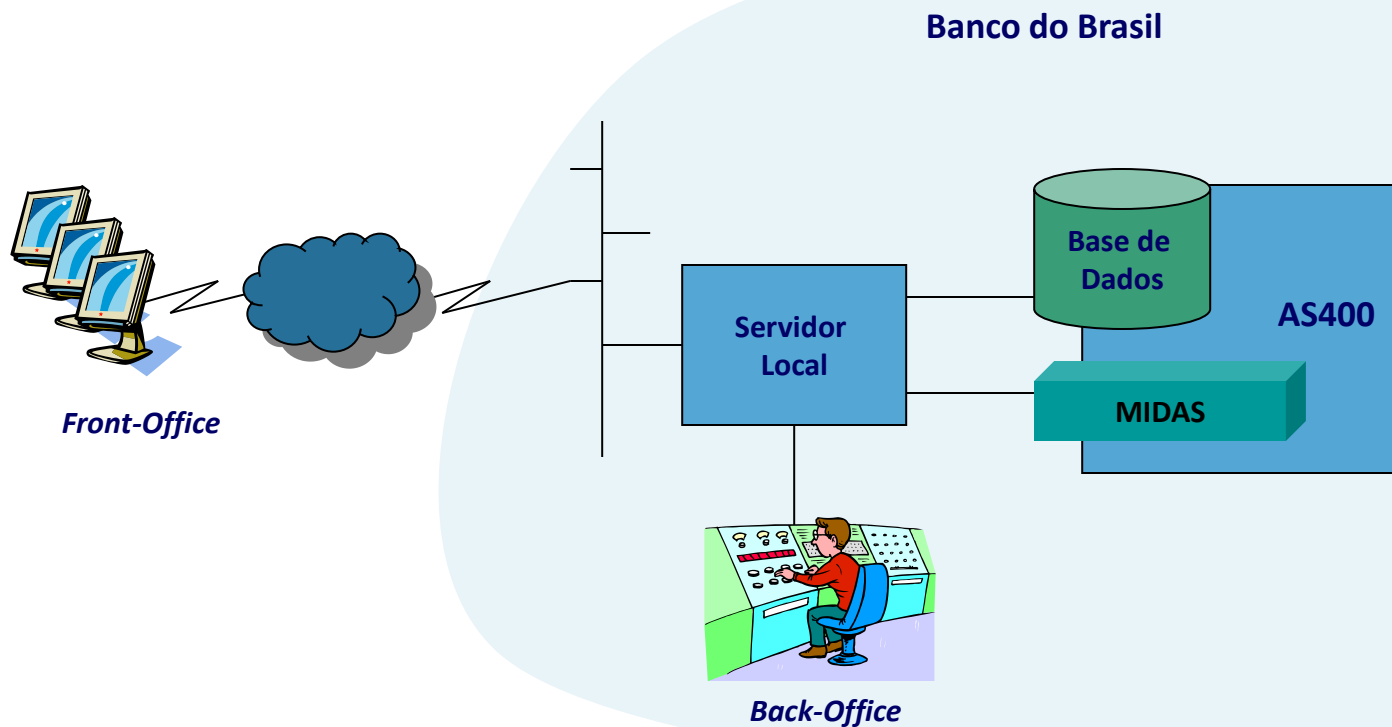 Banco do Brasil
Base de
Dados
AS400
Servidor
Local
MIDAS
Front-Office
Back-Office